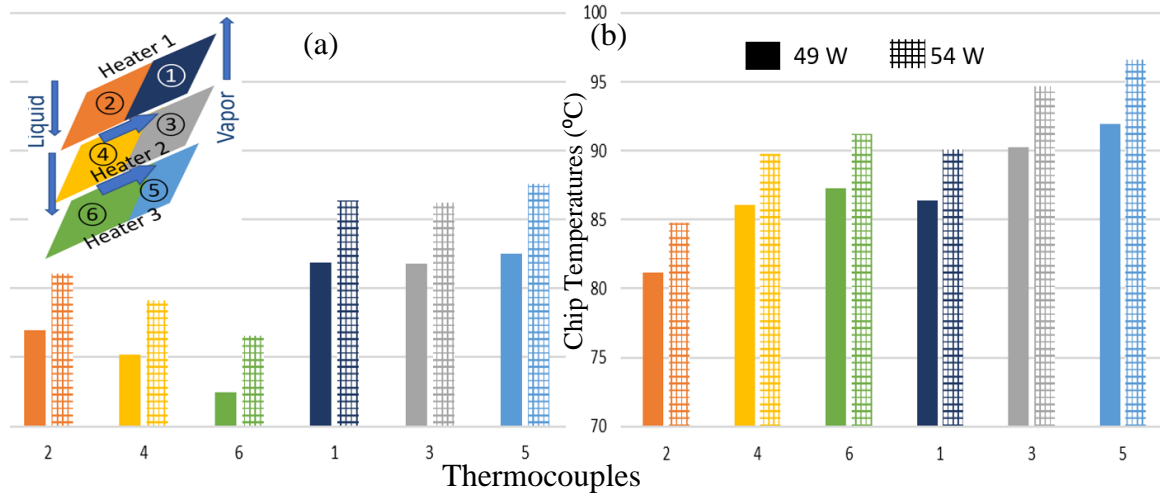 (a)
Heater 1
①
②
③
④
Heater 2
⑤
⑥
Heater 3
Liquid
Vapor
2 4 6 1 3 5
(b)
49 W 54 W
Chip Temperatures (⁰C)
100
95
90
85
80
75
70
2 4 6 1 3 5
Thermocouples